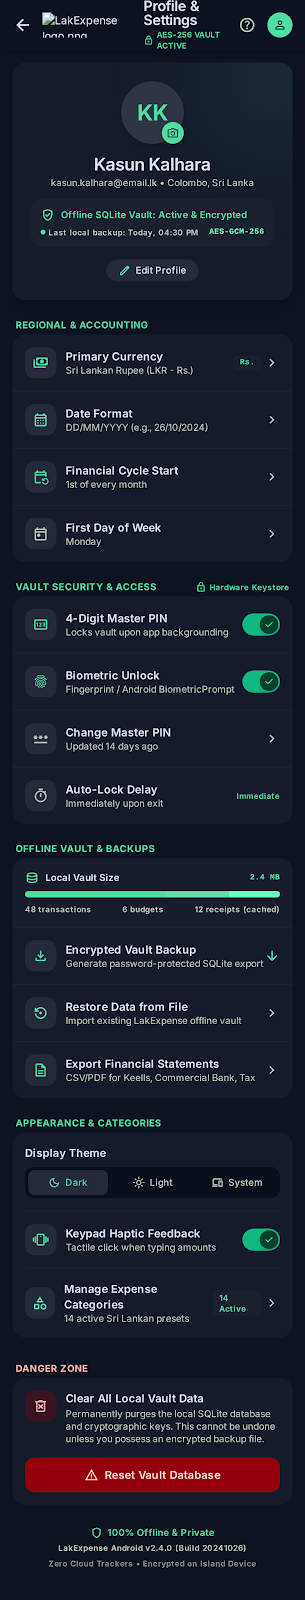 LakExpense
logo png
Profile &
Settings
AES-256 VAULT
ACTIVE
KK
Kasun Kalhara
kasun.kalhara@email.lk • Colombo, Sri Lanka
Offline SQLite Vault: Active & Encrypted
Last local backup: Today, 04:30 PM AES-GCM-256
Edit Profile
REGIONAL & ACCOUNTING
Primary Currency
Sri Lankan Rupee (LKR - Rs.)
Rs.
Date Format
DD/MM/YYYY (e.g., 26/10/2024)
Financial Cycle Start
1st of every month
First Day of Week
Monday
VAULT SECURITY & ACCESS Hardware Keystore
123
4-Digit Master PIN
Locks vault upon app backgrounding
Biometric Unlock
Fingerprint / Android BiometricPrompt
Change Master PIN
Updated 14 days ago
Auto-Lock Delay
Immediately upon exit
Immediate
OFFLINE VAULT & BACKUPS
Local Vault Size 2.4 MB
48 transactions 6 budgets 12 receipts (cached)
Encrypted Vault Backup
Generate password-protected SQLite export
Restore Data from File
Import existing LakExpense offline vault
Export Financial Statements
CSV/PDF for Keells, Commercial Bank, Tax
APPEARANCE & CATEGORIES
Display Theme
Dark Light System
Keypad Haptic Feedback
Tactile click when typing amounts
Manage Expense
Categories
14 active Sri Lankan presets
14
Active
DANGER ZONE
Clear All Local Vault Data
Permanently purges the local SQLite database
and cryptographic keys. This cannot be undone
unless you possess an encrypted backup file.
Reset Vault Database
100% Offline & Private
LakExpense Android v2.4.0 (Build 20241026)
Zero Cloud Trackers • Encrypted on Island Device